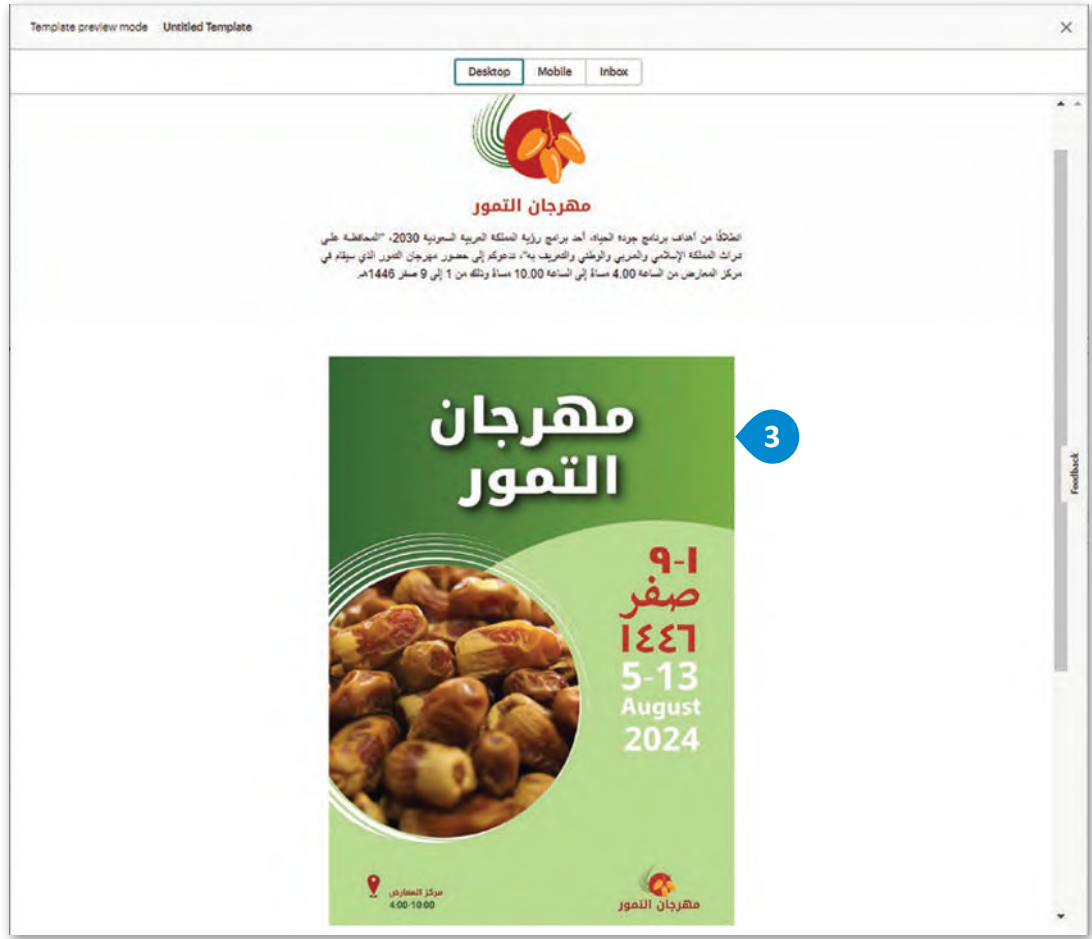 Template preview mode Untitled Template
Desktop Mobile Inbox
مهرجان التمور
انطلاقًا من أهداف برنامج جودة الحياة، أحد برامج رؤية المملكة العربية السعودية 2030، "المحافظة على
تراث المملكة الإسلامي والعربي والوطني والتعريف به"، ندعوكم إلى حضور مهرجان التمور الذي سيقام في
مركز المعارض من الساعة 4.00 مساءً إلى الساعة 10.00 مساءً وذلك من 1 إلى 9 صفر 1446هـ.
مهرجان
التمور
3
Feedback
١-٩
صفر
١٤٤٦
5-13
August
2024
مركز المعارض
4:00-10:00
مهرجان التمور